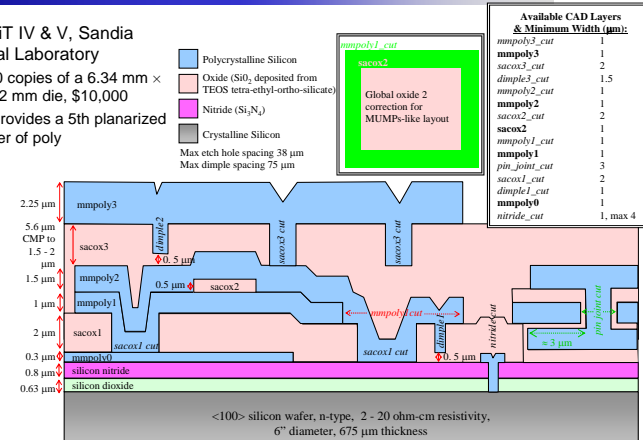 iT IV & V, Sandia
al Laboratory
0 copies of a 6.34 mm ×
2 mm die, $10,000
rovides a 5th planarized
er of poly
Polycrystalline Silicon
Oxide (Si0₂ deposited from
TEOS tetra-ethyl-ortho-silicate)
Nitride (Si₃N₄)
Crystalline Silicon
Max etch hole spacing 38 μm
Max dimple spacing 75 μm
mmpoly1_cut
sacox2
Global oxide 2
correction for
MUMPs-like layout
Available CAD Layers
& Minimum Width (μm):
mmpoly3_cut 1
mmpoly3 1
sacox3_cut 2
dimple3_cut 1.5
mmpoly2_cut 1
mmpoly2 1
sacox2_cut 2
sacox2 1
mmpoly1_cut 1
mmpoly1 1
pin_joint_cut 3
sacox1_cut 2
dimple1_cut 1
mmpoly0 1
nitride_cut 1, max 4
2.25 μm
mmpoly3
5.6 μm
CMP to
1.5 - 2
μm
sacox3
dimple2
0. 5 μm
sacox3 cut
sacox3 cut
1.5 μm
mmpoly2
0.5 μm
sacox2
1 μm
mmpoly1
mmpoly1cut
dimple1
nitride cut
pin joint cut
2 μm
sacox1
sacox1 cut
sacox1 cut
0. 5 μm
≈ 3 μm
0.3 μm
mmpoly0
0.8 μm
silicon nitride
0.63 μm
silicon dioxide
<100> silicon wafer, n-type, 2 - 20 ohm-cm resistivity,
6” diameter, 675 μm thickness